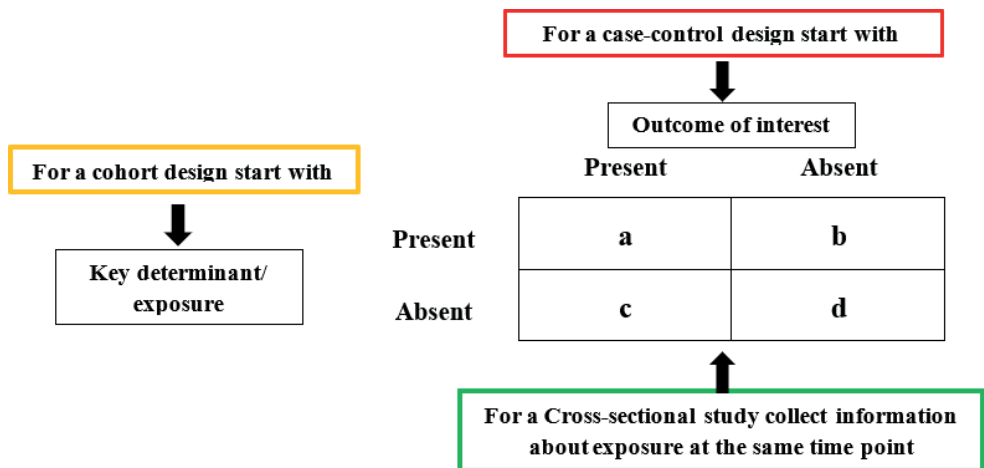 For a case-control design start with
Outcome of interest
Present Absent
For a cohort design start with
Key determinant/
exposure
Present a b
Absent c d
For a Cross-sectional study collect information
about exposure at the same time point